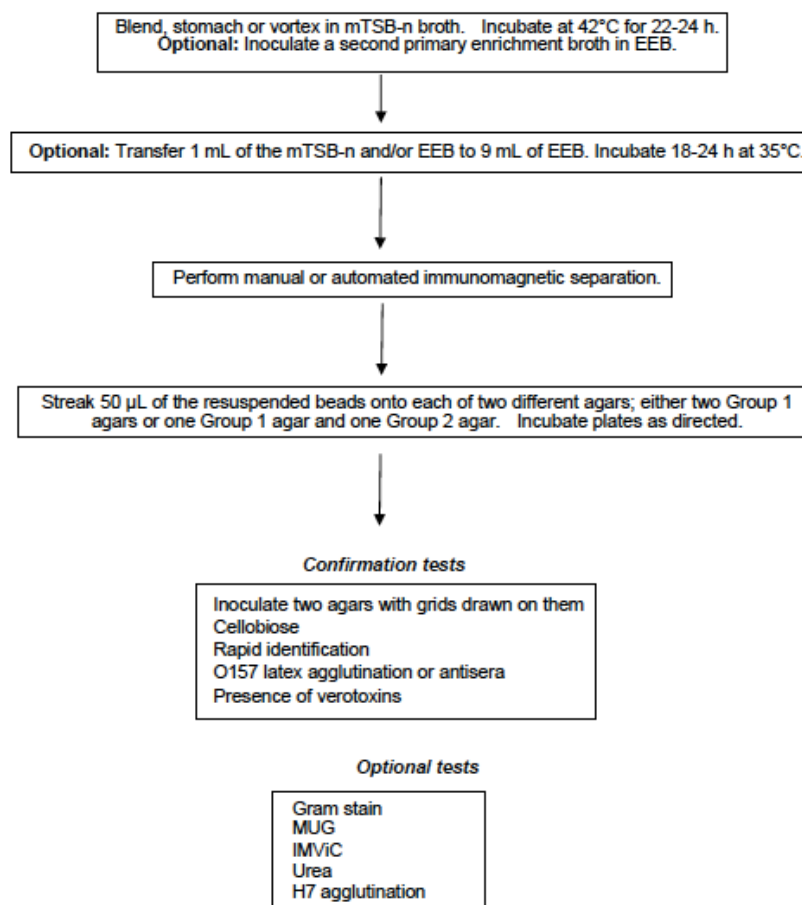 Blend, stomach or vortex in mTSB-n broth. Incubate at 42°C for 22-24 h.
Optional: Inoculate a second primary enrichment broth in EEB.
Optional: Transfer 1 mL of the mTSB-n and/or EEB to 9 mL of EEB. Incubate 18-24 h at 35°C.
Perform manual or automated immunomagnetic separation.
Streak 50 µL of the resuspended beads onto each of two different agars; either two Group 1
agars or one Group 1 agar and one Group 2 agar. Incubate plates as directed.
Confirmation tests
Inoculate two agars with grids drawn on them
Cellobiose
Rapid identification
O157 latex agglutination or antisera
Presence of verotoxins
Optional tests
Gram stain
MUG
IMViC
Urea
H7 agglutination